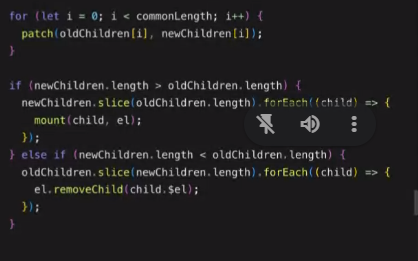 for (let i = 0; i < commonLength; i++) {
patch(oldChildren[i], newChildren[i]);
}
if (newChildren.length > oldChildren.length) {
newChildren.slice(oldChildren.length).forEach((child) => {
mount(child, el);
});
} else if (newChildren.length < oldChildren.length) {
oldChildren.slice(newChildren.length).forEach((child) => {
el.removeChild(child.$el);
});
}